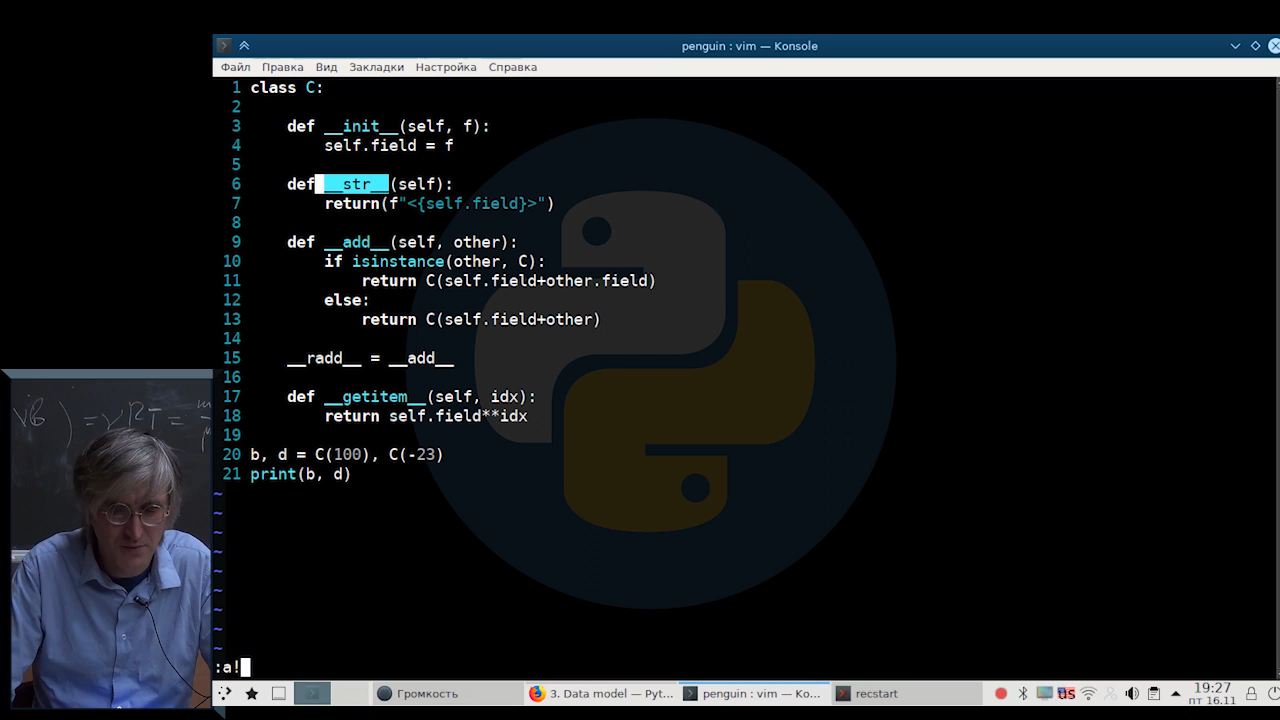 penguin : vim — Konsole
Файл Правка Вид Закладки Настройка Справка
1 class C:
2
3     def __init__(self, f):
4         self.field = f
5
6     def __str__(self):
7         return(f"<{self.field}>")
8
9     def __add__(self, other):
10         if isinstance(other, C):
11             return C(self.field+other.field)
12         else:
13             return C(self.field+other)
14
15     __radd__ = __add__
16
17     def __getitem__(self, idx):
18         return self.field**idx
19
20 b, d = C(100), C(-23)
21 print(b, d)
~
~
~
~
~
~
~
~
~
:a!
Громкость
3. Data model — Pyt...
penguin : vim — Ko...
recstart
us
19:27
пт 16.11